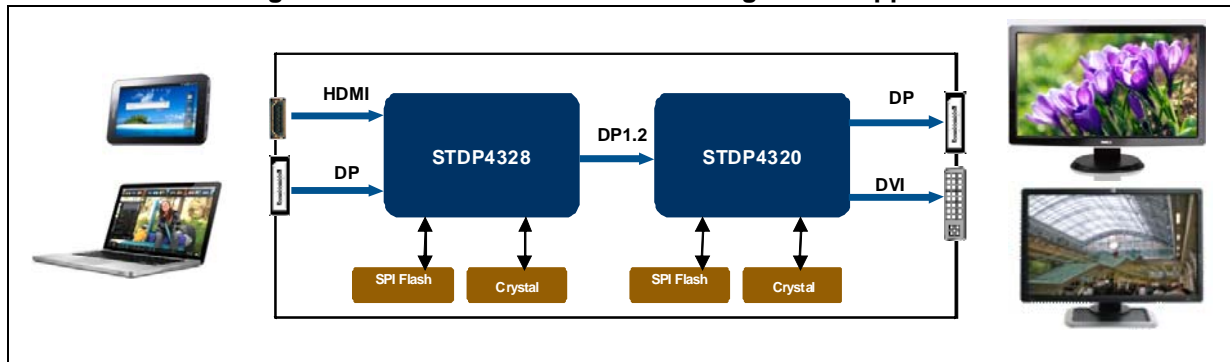 HDMI
DP
STDP4328
DP1.2
STDP4320
DP
DVI
SPI Flash
Crystal
SPI Flash
Crystal